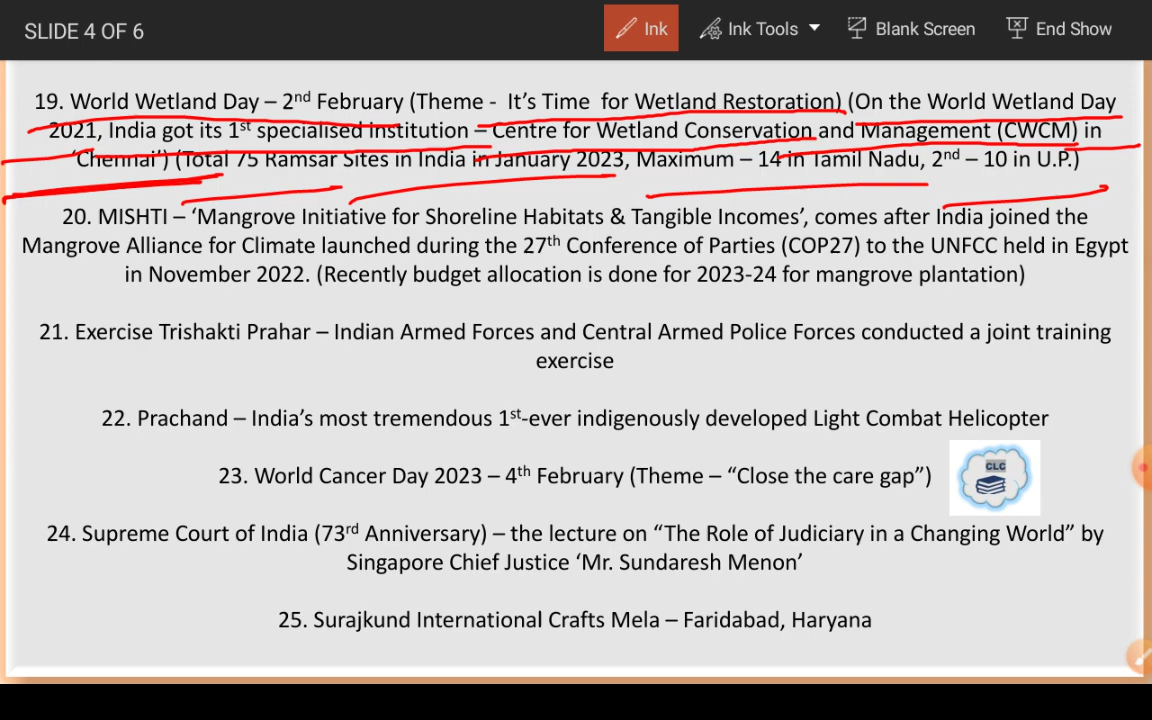 SLIDE 4 OF 6
Ink
Ink Tools
Blank Screen
End Show
19. World Wetland Day – 2nd February (Theme - It's Time for Wetland Restoration) (On the World Wetland Day
2021, India got its 1st specialised institution – Centre for Wetland Conservation and Management (CWCM) in
'Chennai') (Total 75 Ramsar Sites in India in January 2023, Maximum – 14 in Tamil Nadu, 2nd – 10 in U.P.)
20. MISHTI – 'Mangrove Initiative for Shoreline Habitats & Tangible Incomes', comes after India joined the
Mangrove Alliance for Climate launched during the 27th Conference of Parties (COP27) to the UNFCC held in Egypt
in November 2022. (Recently budget allocation is done for 2023-24 for mangrove plantation)
21. Exercise Trishakti Prahar – Indian Armed Forces and Central Armed Police Forces conducted a joint training
exercise
22. Prachand – India's most tremendous 1st-ever indigenously developed Light Combat Helicopter
23. World Cancer Day 2023 – 4th February (Theme – "Close the care gap")
CLC
24. Supreme Court of India (73rd Anniversary) – the lecture on "The Role of Judiciary in a Changing World" by
Singapore Chief Justice 'Mr. Sundaresh Menon'
25. Surajkund International Crafts Mela – Faridabad, Haryana